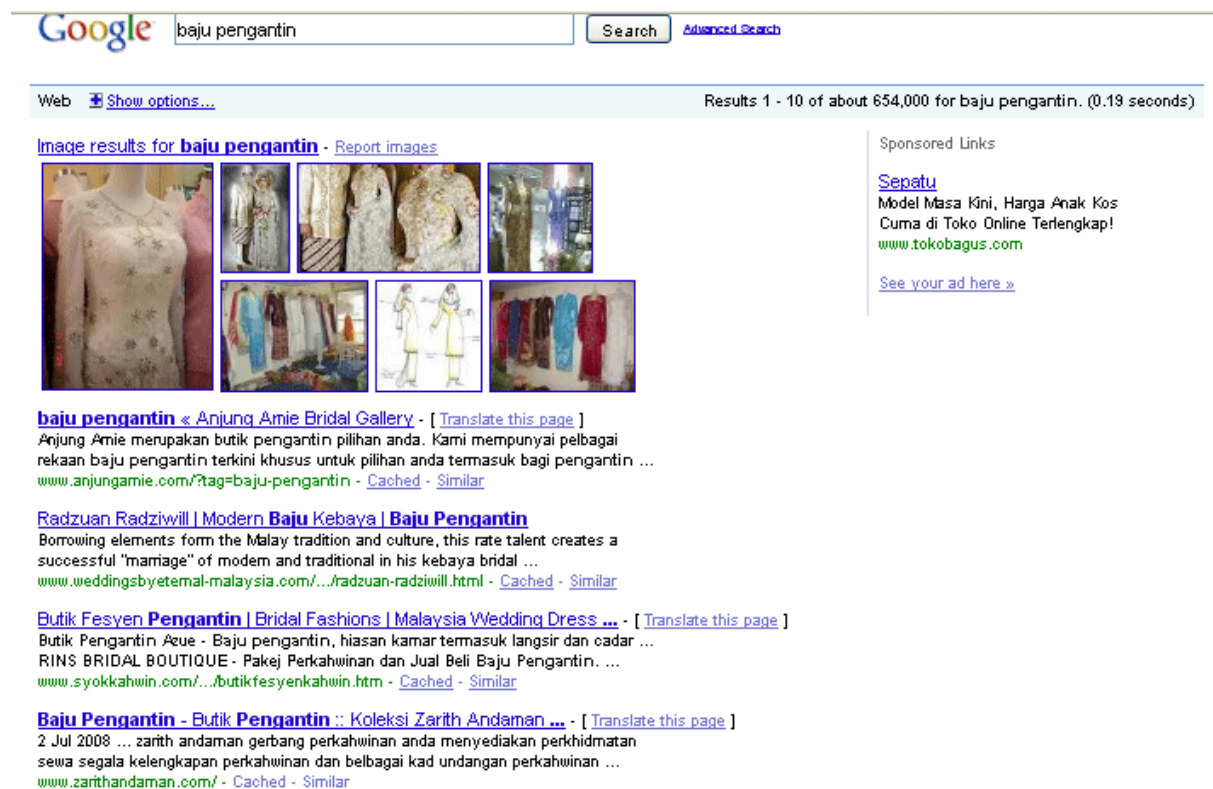 Google baju pengantin Search Advanced Search
Web Show options... Results 1 - 10 of about 654,000 for baju pengantin. (0.19 seconds)
Image results for baju pengantin - Report images
Sponsored Links
Sepatu
Model Masa Kini, Harga Anak Kos
Cuma di Toko Online Terlengkap!
www.tokobagus.com
See your ad here »
baju pengantin « Anjung Amie Bridal Gallery - [ Translate this page ]
Anjung Amie merupakan butik pengantin pilihan anda. Kami mempunyai pelbagai
rekaan baju pengantin terkini khusus untuk pilihan anda termasuk bagi pengantin ...
www.anjungamie.com/?tag=baju-pengantin - Cached - Similar
Radzuan Radziwill | Modern Baju Kebaya | Baju Pengantin
Borrowing elements form the Malay tradition and culture, this rate talent creates a
successful "marriage" of modern and traditional in his kebaya bridal ...
www.weddingsbyeternal-malaysia.com/.../radzuan-radziwill.html - Cached - Similar
Butik Fesyen Pengantin | Bridal Fashions | Malaysia Wedding Dress ... - [ Translate this page ]
Butik Pengantin Azue - Baju pengantin, hiasan kamar termasuk langsir dan cadar ...
RINS BRIDAL BOUTIQUE - Pakej Perkahwinan dan Jual Beli Baju Pengantin. ...
www.syokkahwin.com/.../butikfesyenkahwin.htm - Cached - Similar
Baju Pengantin - Butik Pengantin :: Koleksi Zarith Andaman ... - [ Translate this page ]
2 Jul 2008 ... zarith andaman gerbang perkahwinan anda menyediakan perkhidmatan
sewa segala kelengkapan perkahwinan dan belbagai kad undangan perkahwinan ...
www.zarithandaman.com/ - Cached - Similar